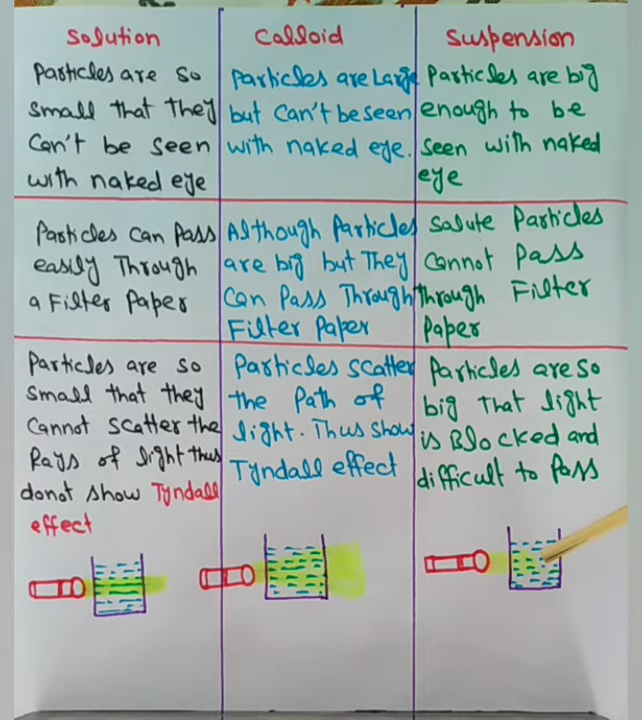 Solution
Particles are so
small that They
Can't be seen
with naked eye
Particles can pass
easily Through
a Filter Paper
Particles are so
small that they
Cannot scatter the
Rays of light thus
donot show Tyndall
effect
Calloid
Particles are Large
but can't be seen
with naked eye.
Although Particles
are big but They
Can Pass Through
Filter Paper
Particles scatter
the Path of
light. Thus show
Tyndall effect
Suspension
Particles are big
enough to be
seen with naked
eye
Salute Particles
Cannot Pass
through Filter
Paper
Particles are so
big That light
is Blocked and
difficult to Pass